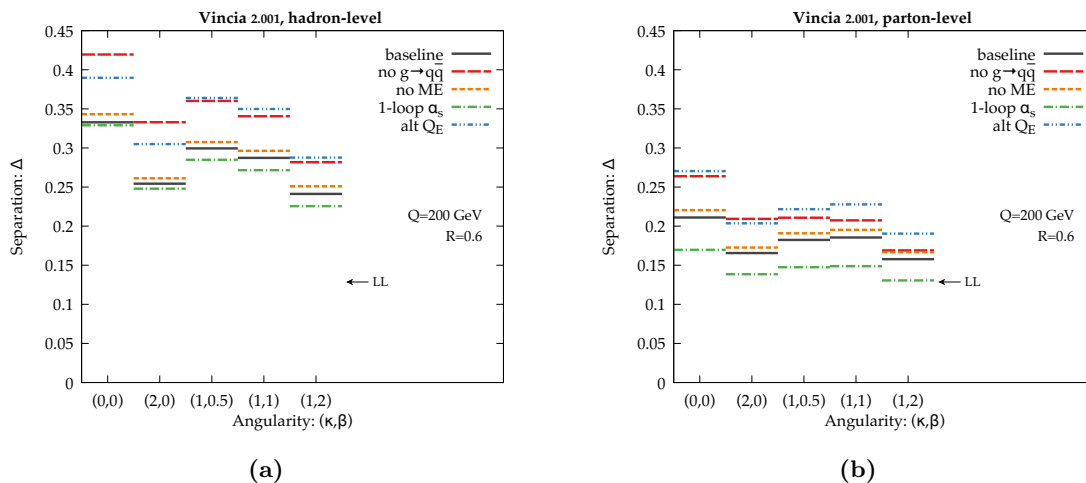 Vincia 2.001, hadron-level
Separation: Δ
0.45
0.4
0.35
0.3
0.25
0.2
0.15
0.1
0.05
0
baseline
no g→qq̅
no ME
1-loop αs
alt QE
Q=200 GeV
R=0.6
LL
(0,0) (2,0) (1,0.5) (1,1) (1,2)
Angularity: (κ,β)
(a)
Vincia 2.001, parton-level
Separation: Δ
0.45
0.4
0.35
0.3
0.25
0.2
0.15
0.1
0.05
0
baseline
no g→qq̅
no ME
1-loop αs
alt QE
Q=200 GeV
R=0.6
LL
(0,0) (2,0) (1,0.5) (1,1) (1,2)
Angularity: (κ,β)
(b)